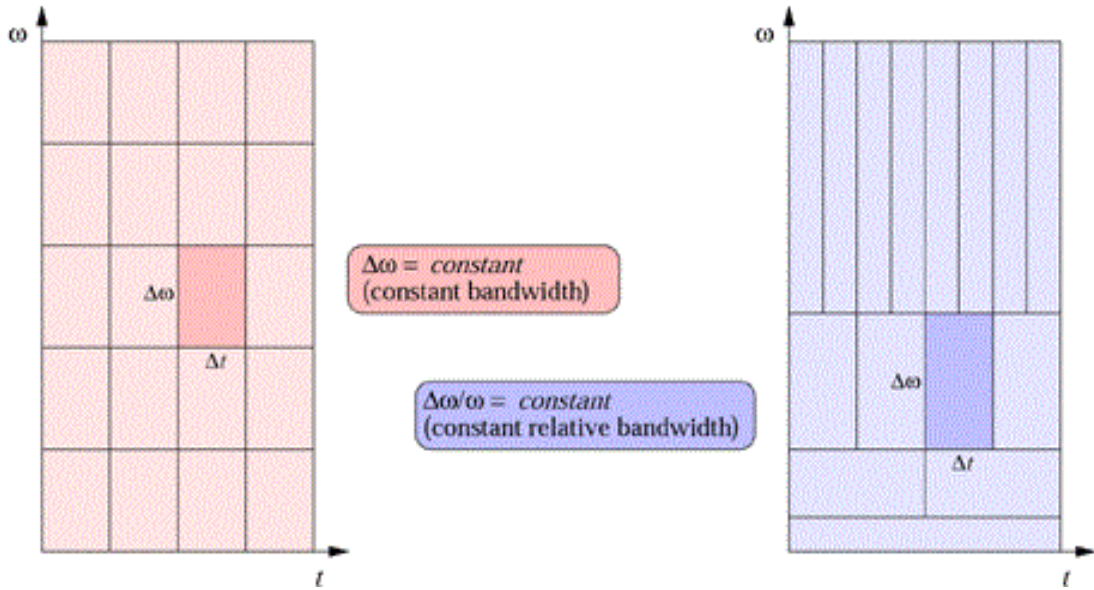 ω
ω
Δω = constant
(constant bandwidth)
Δω
Δt
Δω/ω = constant
(constant relative bandwidth)
Δω
Δt
t
t